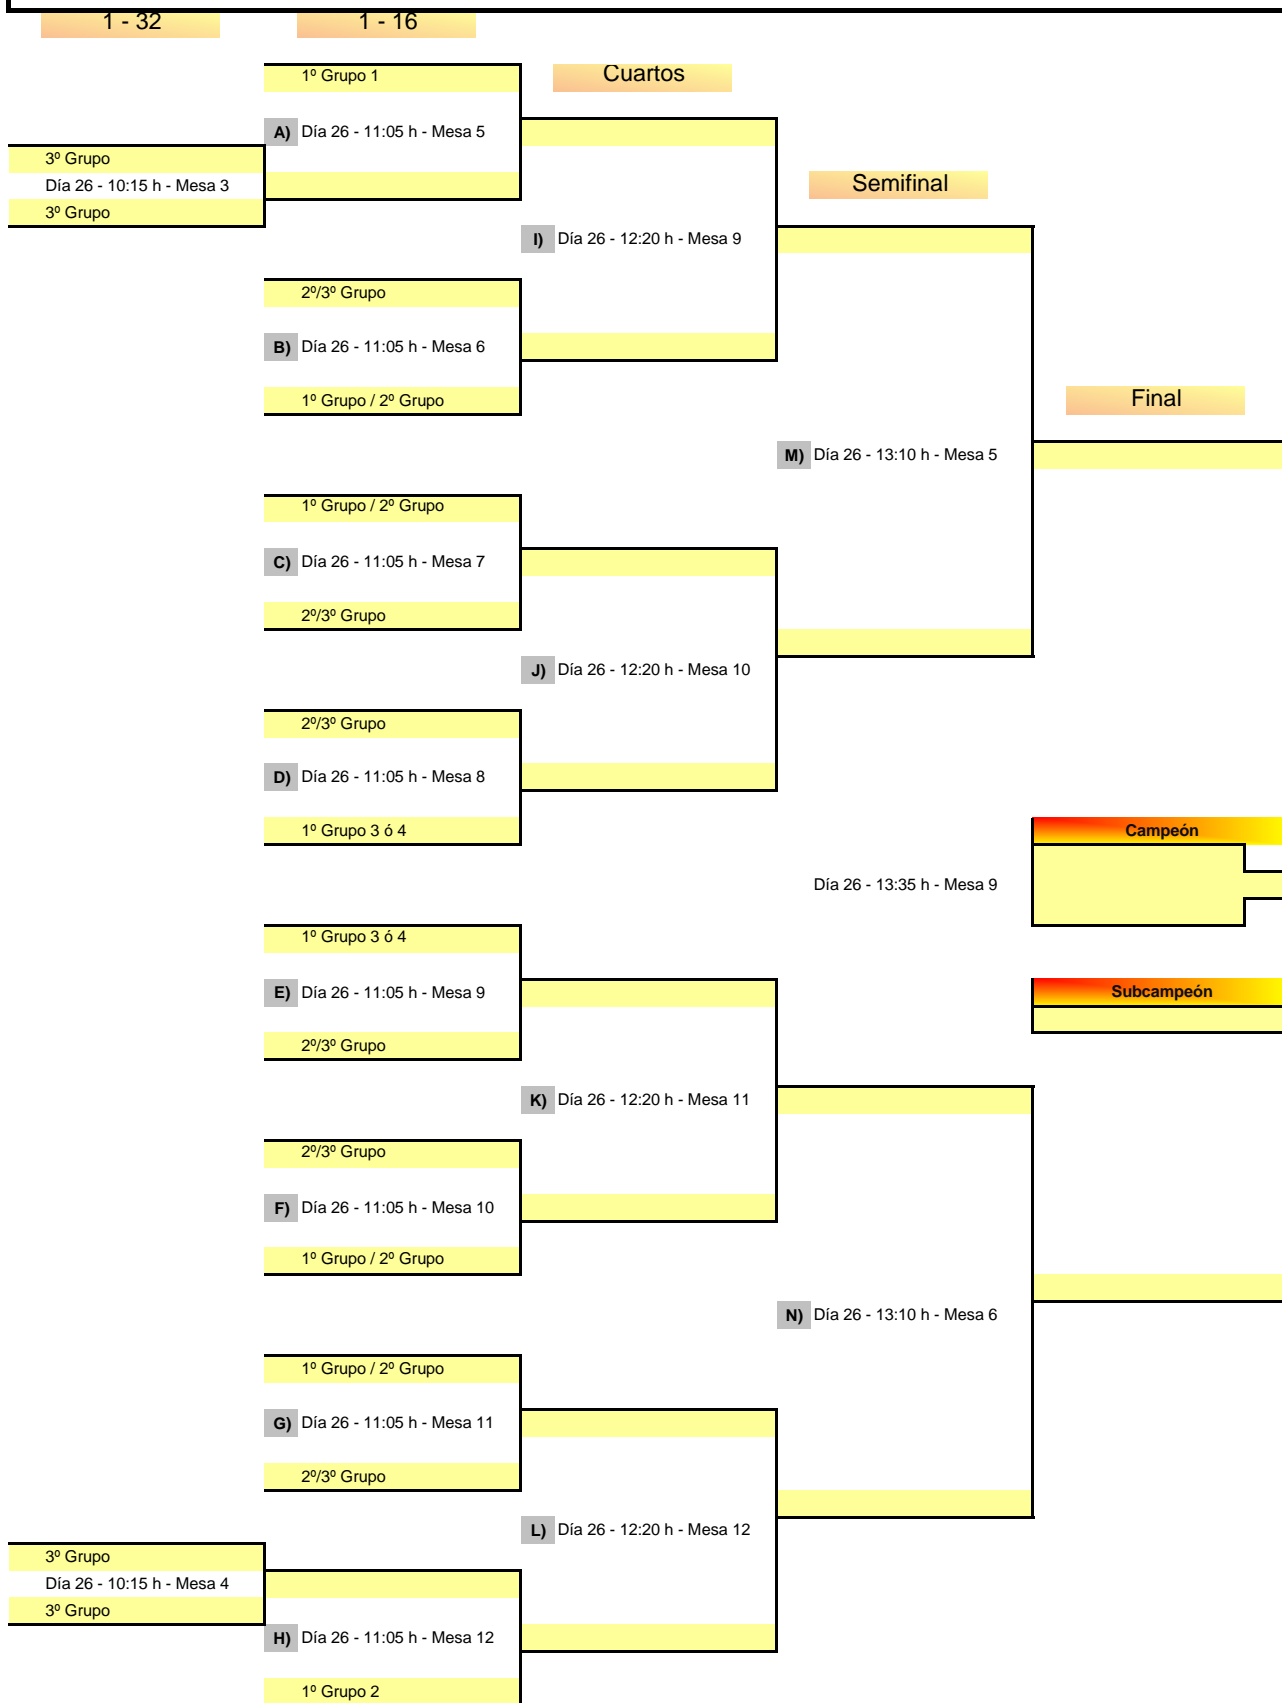 1 - 32
1 - 16
1º Grupo 1
Cuartos
A) Día 26 - 11:05 h - Mesa 5
3º Grupo
Día 26 - 10:15 h - Mesa 3
3º Grupo
Semifinal
I) Día 26 - 12:20 h - Mesa 9
2º/3º Grupo
B) Día 26 - 11:05 h - Mesa 6
1º Grupo / 2º Grupo
Final
M) Día 26 - 13:10 h - Mesa 5
1º Grupo / 2º Grupo
C) Día 26 - 11:05 h - Mesa 7
2º/3º Grupo
J) Día 26 - 12:20 h - Mesa 10
2º/3º Grupo
D) Día 26 - 11:05 h - Mesa 8
1º Grupo 3 ó 4
Campeón
Día 26 - 13:35 h - Mesa 9
1º Grupo 3 ó 4
E) Día 26 - 11:05 h - Mesa 9
Subcampeón
2º/3º Grupo
K) Día 26 - 12:20 h - Mesa 11
2º/3º Grupo
F) Día 26 - 11:05 h - Mesa 10
1º Grupo / 2º Grupo
N) Día 26 - 13:10 h - Mesa 6
1º Grupo / 2º Grupo
G) Día 26 - 11:05 h - Mesa 11
2º/3º Grupo
L) Día 26 - 12:20 h - Mesa 12
3º Grupo
Día 26 - 10:15 h - Mesa 4
3º Grupo
H) Día 26 - 11:05 h - Mesa 12
1º Grupo 2